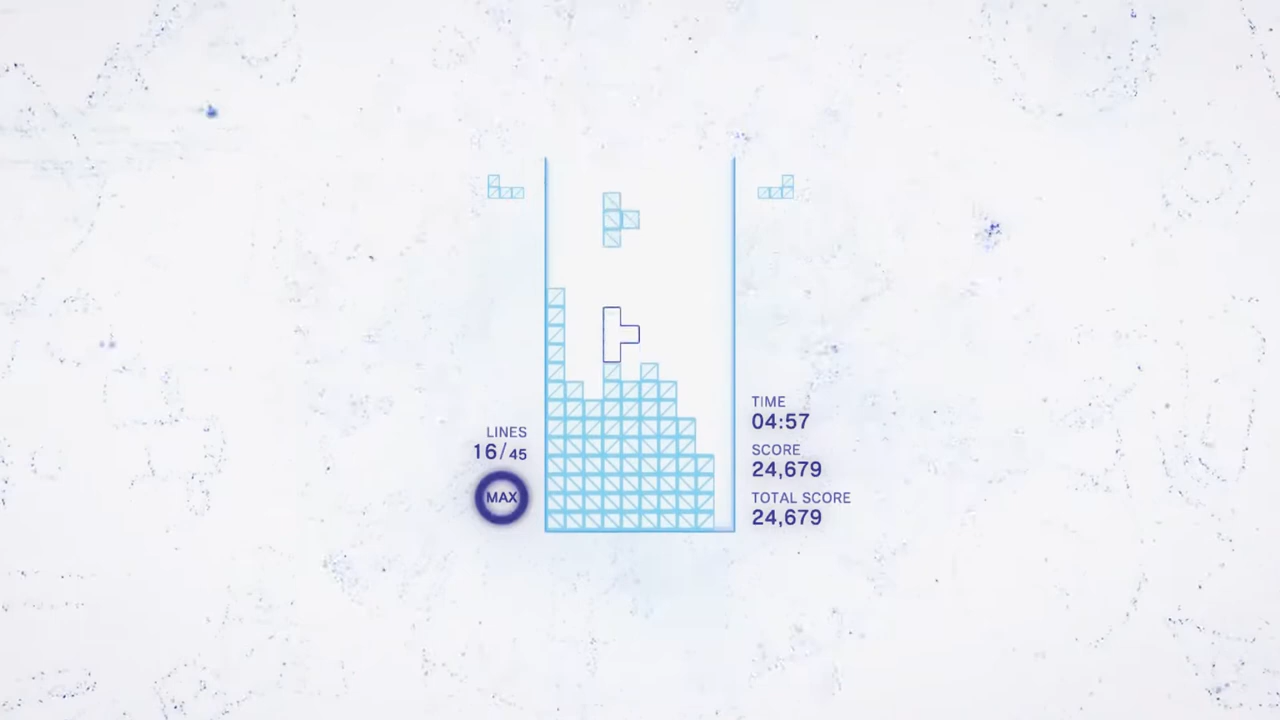 LINES
16/45
MAX
TIME
04:57
SCORE
24,679
TOTAL SCORE
24,679